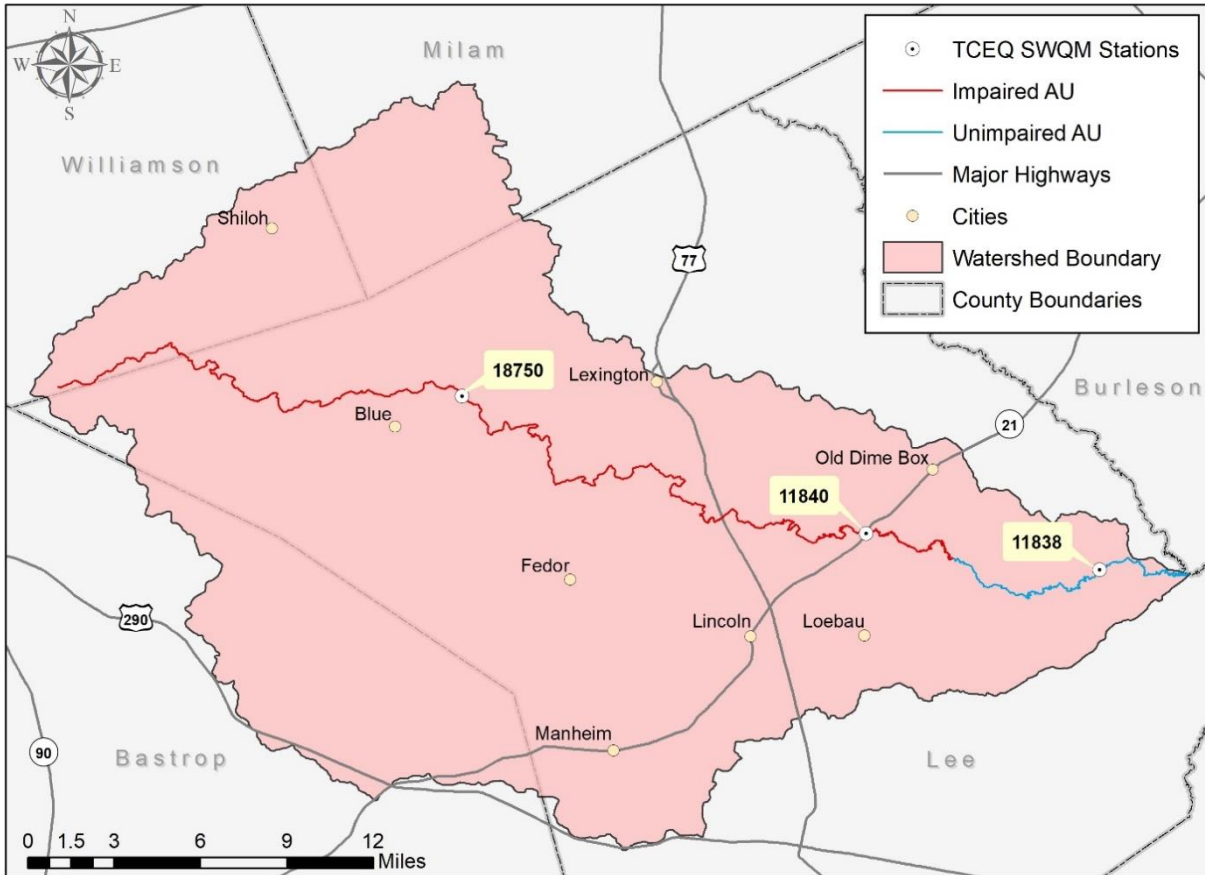 N
W
E
S
Milam
Williamson
Shiloh
77
TCEQ SWQM Stations
Impaired AU
Unimpaired AU
Major Highways
Cities
Watershed Boundary
County Boundaries
18750
Lexington
Blue
Burleson
21
Old Dime Box
11840
11838
Fedor
290
Lincoln
Loebau
Manheim
90
Bastrop
Lee
0 1.5 3 6 9 12
Miles